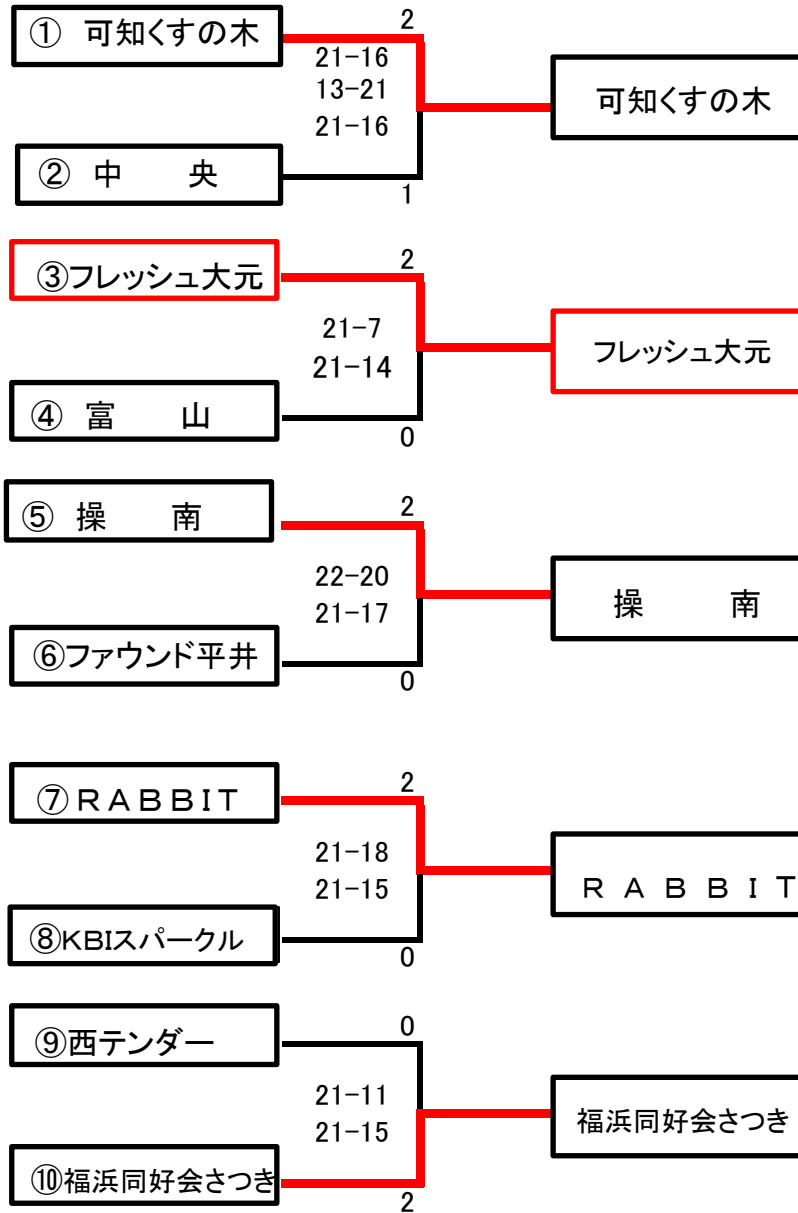 ① 可知くすの木
2
21-16
13-21
21-16
可知くすの木
② 中　　央
1
③フレッシュ大元
2
21-7
21-14
フレッシュ大元
④ 富　　山
0
⑤ 操　　南
2
22-20
21-17
操　　南
⑥ファウンド平井
0
⑦ＲＡＢＢＩＴ
2
21-18
21-15
Ｒ Ａ Ｂ Ｂ Ｉ Ｔ
⑧KBIスパークル
0
⑨西テンダー
0
21-11
21-15
福浜同好会さつき
⑩福浜同好会さつき
2